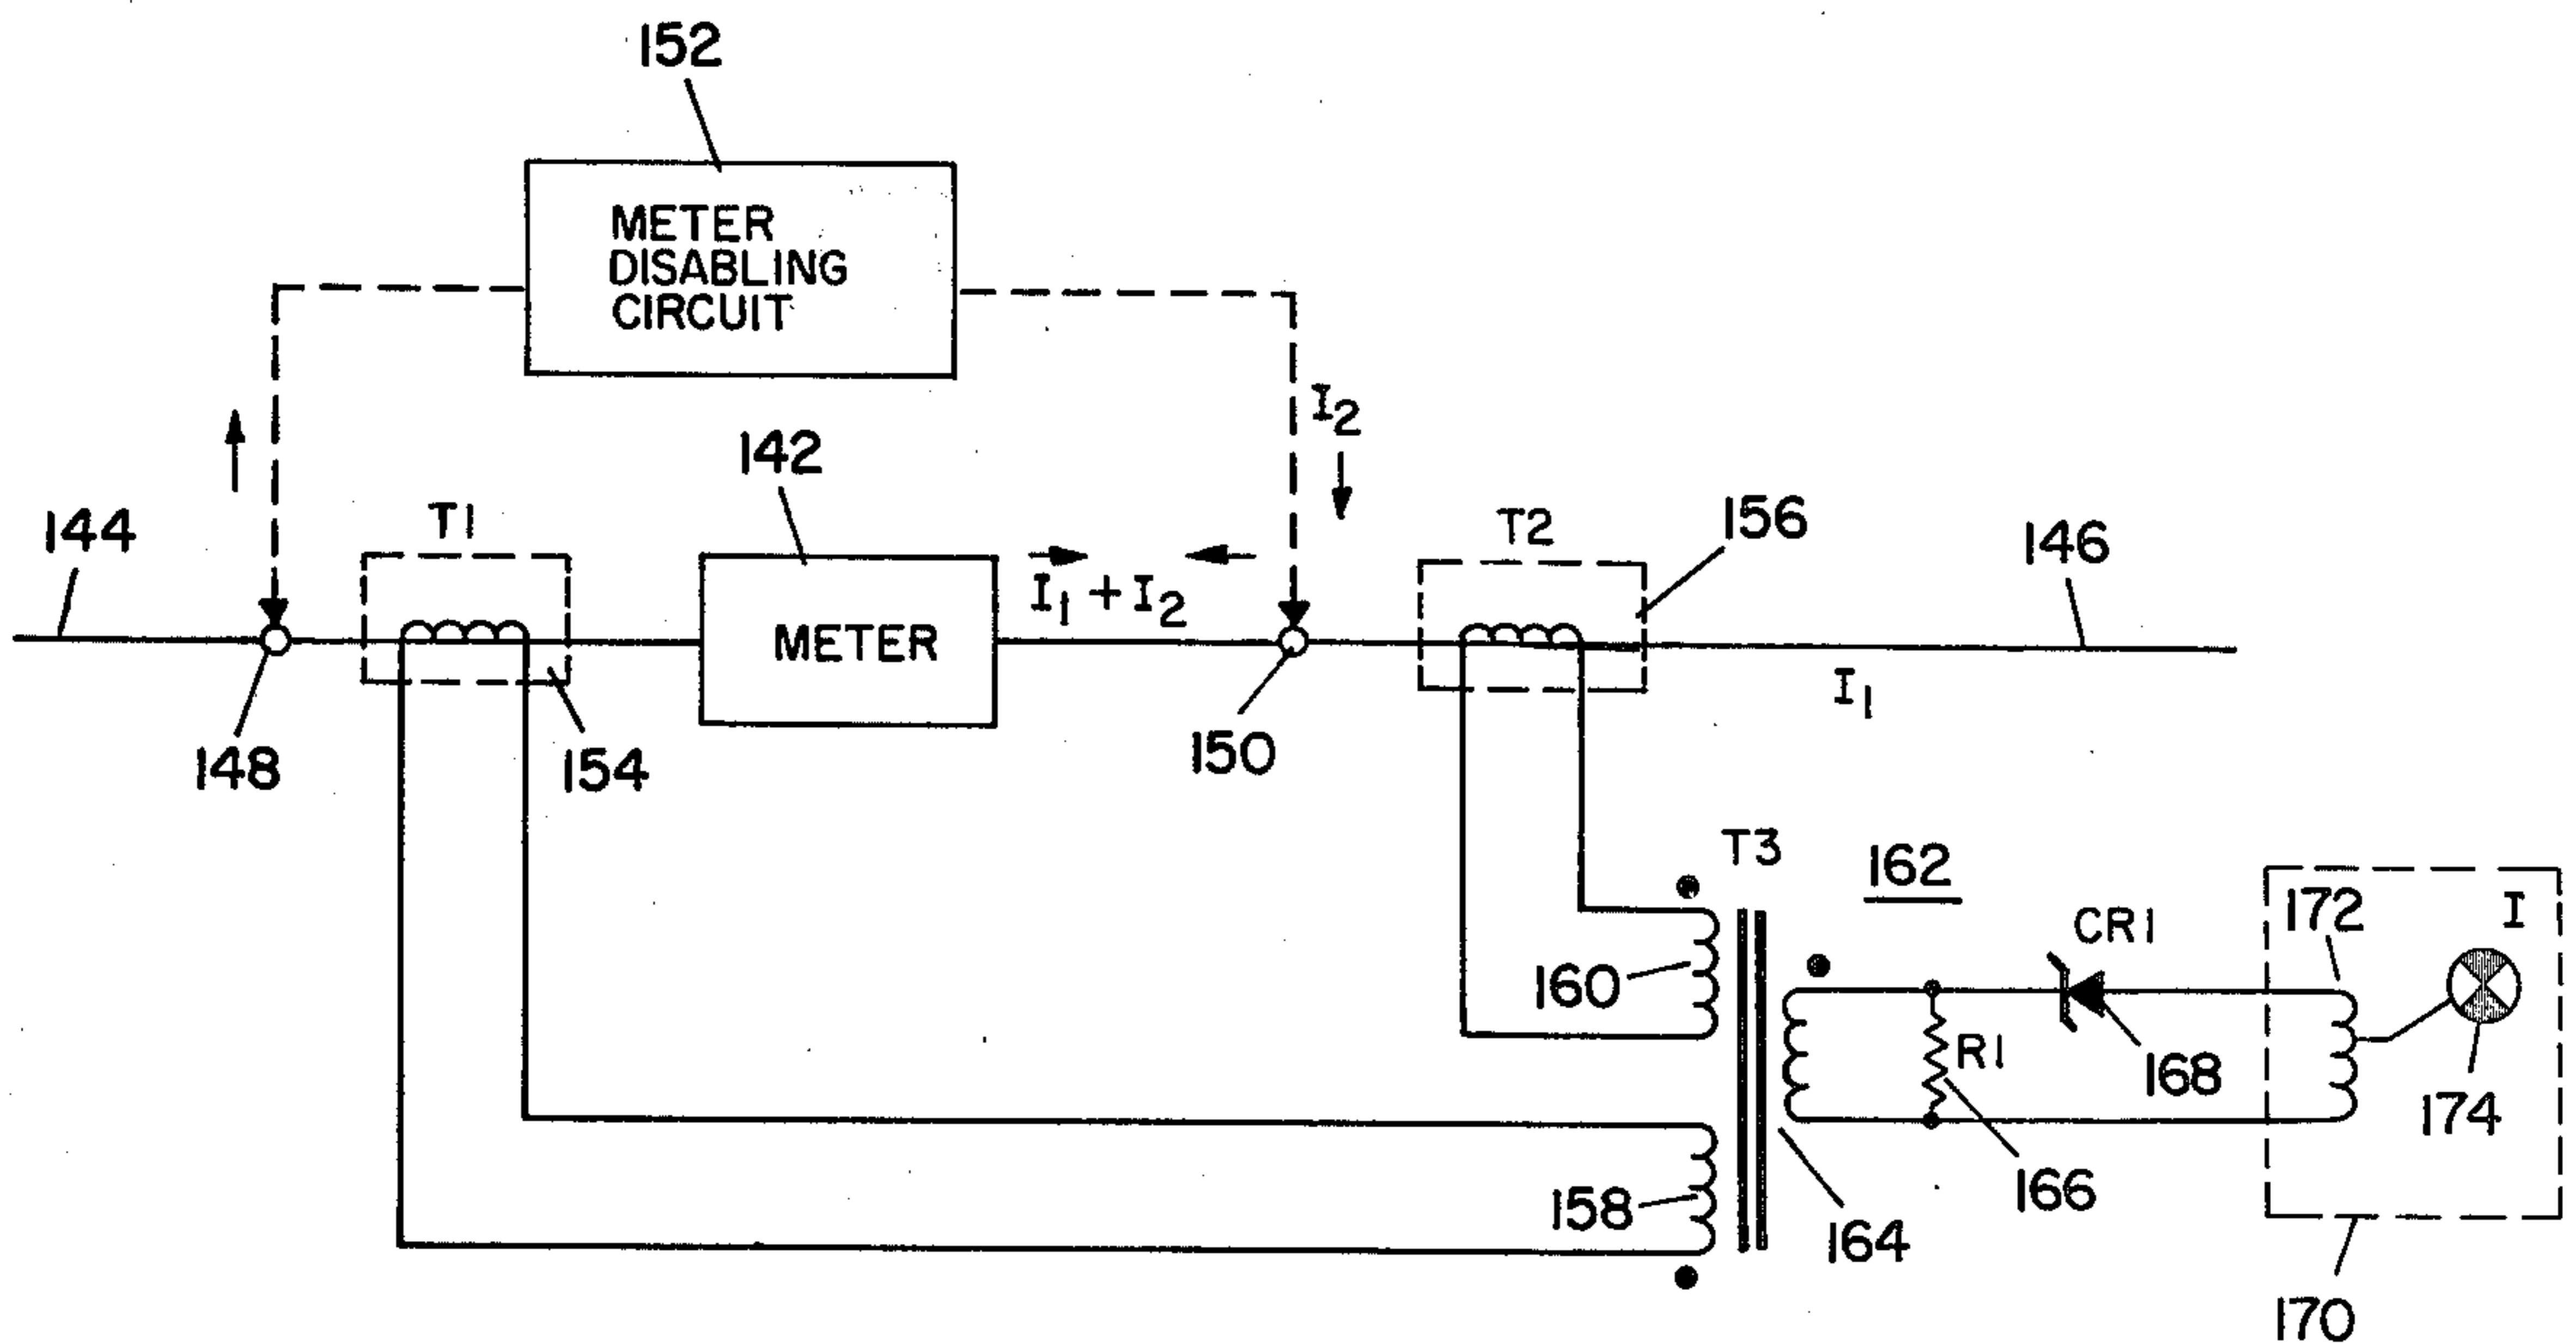 152
METER
DISABLING
CIRCUIT
I₂
142
144
T1
T2
156
146
I₁ + I₂
METER
I₁
148
154
150
T3
162
172
I
CR1
160
R1
168
174
158
166
164
170